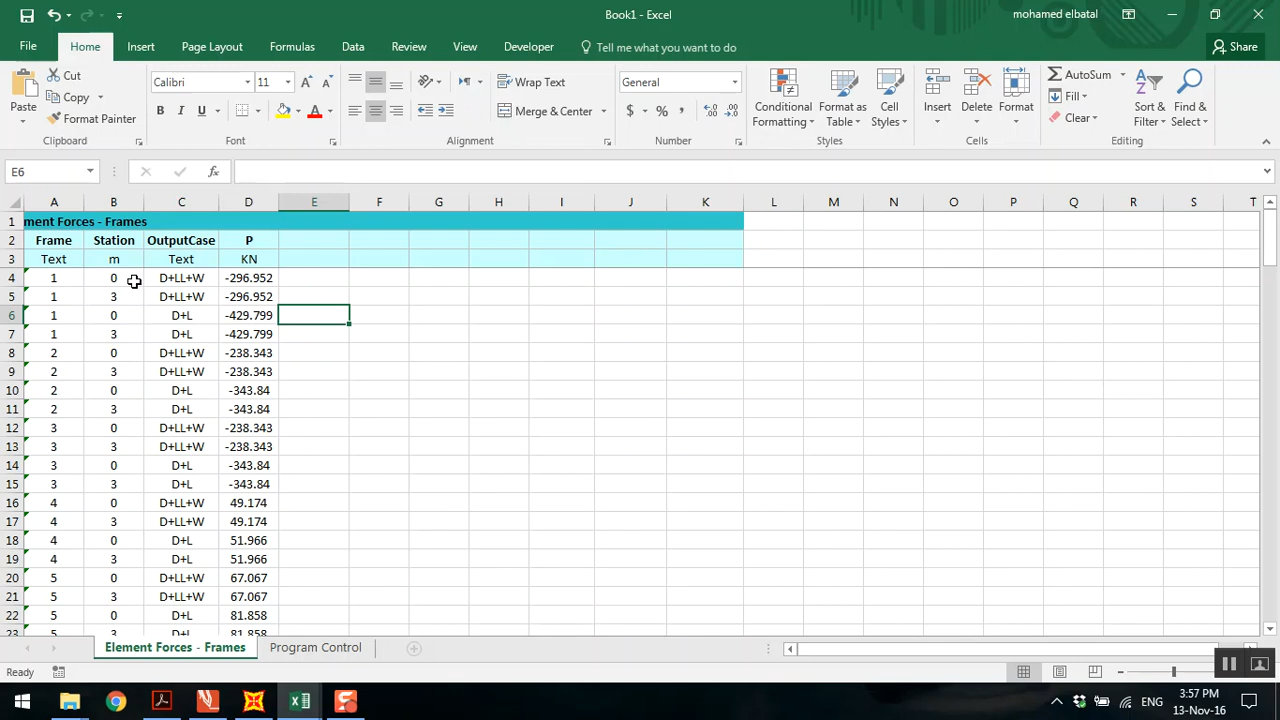 Book1 - Excel
mohamed elbatal
File Home Insert Page Layout Formulas Data Review View Developer Tell me what you want to do Share
Paste
Cut
Copy
Format Painter
Clipboard
Calibri 11
B I U
Font
Wrap Text
Merge & Center
Alignment
General
$ % ,
Number
Conditional Formatting
Format as Table
Cell Styles
Styles
Insert
Delete
Format
Cells
AutoSum
Fill
Clear
Sort & Filter
Find & Select
Editing
E6
fx
A B C D E F G H I J K L M N O P Q R S T
1 ment Forces - Frames
2 Frame Station OutputCase P
3 Text m Text KN
4 1 0 D+LL+W -296.952
5 1 3 D+LL+W -296.952
6 1 0 D+L -429.799
7 1 3 D+L -429.799
8 2 0 D+LL+W -238.343
9 2 3 D+LL+W -238.343
10 2 0 D+L -343.84
11 2 3 D+L -343.84
12 3 0 D+LL+W -238.343
13 3 3 D+LL+W -238.343
14 3 0 D+L -343.84
15 3 3 D+L -343.84
16 4 0 D+LL+W 49.174
17 4 3 D+LL+W 49.174
18 4 0 D+L 51.966
19 4 3 D+L 51.966
20 5 0 D+LL+W 67.067
21 5 3 D+LL+W 67.067
22 5 0 D+L 81.858
23 5 3 D+L 81.858
Element Forces - Frames Program Control
Ready
ENG
3:57 PM
13-Nov-16